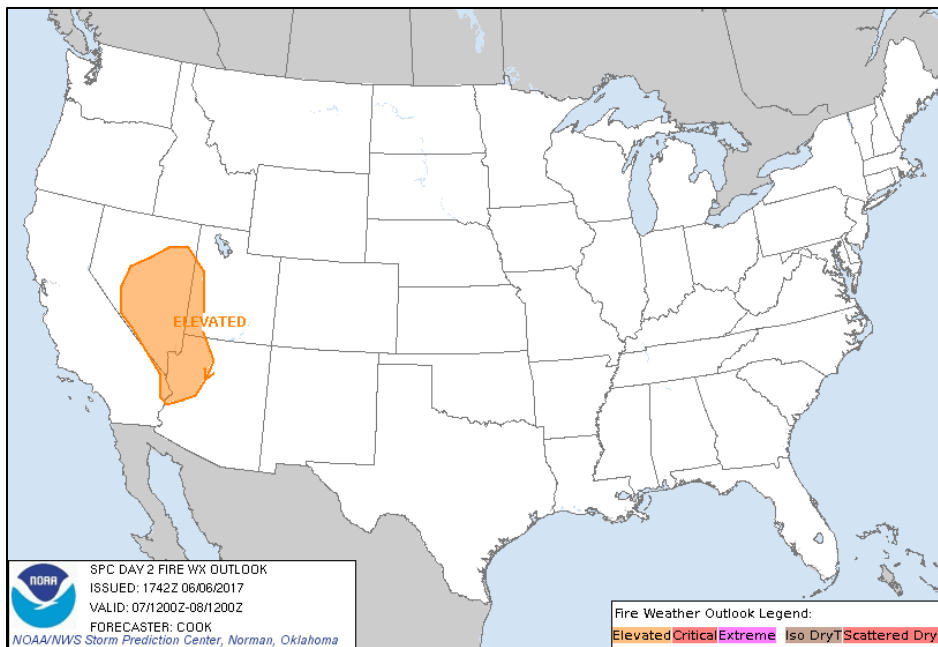 ELEVATED
NOAA
SPC DAY 2 FIRE WX OUTLOOK
ISSUED: 1742Z 06/06/2017
VALID: 07/1200Z-08/1200Z
FORECASTER: COOK
NOAA/NWS Storm Prediction Center, Norman, Oklahoma
Fire Weather Outlook Legend:
Elevated Critical Extreme Iso DryT Scattered Dry